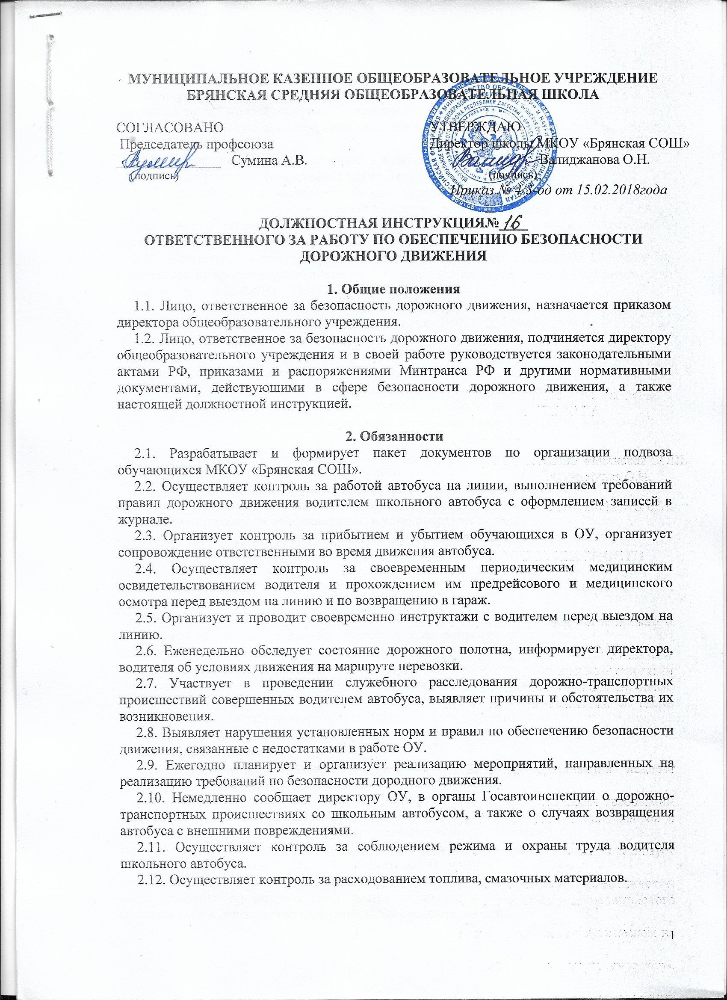 МУНИЦИПАЛЬНОЕ КАЗЕННОЕ ОБЩЕОБРАЗОВАТЕЛЬНОЕ УЧРЕЖДЕНИЕ
БРЯНСКАЯ СРЕДНЯЯ ОБЩЕОБРАЗОВАТЕЛЬНАЯ ШКОЛА
СОГЛАСОВАНО
Председатель профсоюза
Сумина А.В.
(подпись)
УТВЕРЖДАЮ
Директор школы МКОУ «Брянская СОШ»
Валиджанова О.Н.
(подпись)
Приказ № 4/3-од от 15.02.2018года
ДОЛЖНОСТНАЯ ИНСТРУКЦИЯ№ 16
ОТВЕТСТВЕННОГО ЗА РАБОТУ ПО ОБЕСПЕЧЕНИЮ БЕЗОПАСНОСТИ
ДОРОЖНОГО ДВИЖЕНИЯ
1. Общие положения
1.1. Лицо, ответственное за безопасность дорожного движения, назначается приказом
директора общеобразовательного учреждения.
1.2. Лицо, ответственное за безопасность дорожного движения, подчиняется директору
общеобразовательного учреждения и в своей работе руководствуется законодательными
актами РФ, приказами и распоряжениями Минтранса РФ и другими нормативными
документами, действующими в сфере безопасности дорожного движения, а также
настоящей должностной инструкцией.
2. Обязанности
2.1. Разрабатывает и формирует пакет документов по организации подвоза
обучающихся МКОУ «Брянская СОШ».
2.2. Осуществляет контроль за работой автобуса на линии, выполнением требований
правил дорожного движения водителем школьного автобуса с оформлением записей в
журнале.
2.3. Организует контроль за прибытием и убытием обучающихся в ОУ, организует
сопровождение ответственными во время движения автобуса.
2.4. Осуществляет контроль за своевременным периодическим медицинским
освидетельствованием водителя и прохождением им предрейсового и медицинского
осмотра перед выездом на линию и по возвращению в гараж.
2.5. Организует и проводит своевременно инструктажи с водителем перед выездом на
линию.
2.6. Еженедельно обследует состояние дорожного полотна, информирует директора,
водителя об условиях движения на маршруте перевозки.
2.7. Участвует в проведении служебного расследования дорожно-транспортных
происшествий совершенных водителем автобуса, выявляет причины и обстоятельства их
возникновения.
2.8. Выявляет нарушения установленных норм и правил по обеспечению безопасности
движения, связанные с недостатками в работе ОУ.
2.9. Ежегодно планирует и организует реализацию мероприятий, направленных на
реализацию требований по безопасности дородного движения.
2.10. Немедленно сообщает директору ОУ, в органы Госавтоинспекции о дорожно-
транспортных происшествиях со школьным автобусом, а также о случаях возвращения
автобуса с внешними повреждениями.
2.11. Осуществляет контроль за соблюдением режима и охраны труда водителя
школьного автобуса.
2.12. Осуществляет контроль за расходованием топлива, смазочных материалов.
1